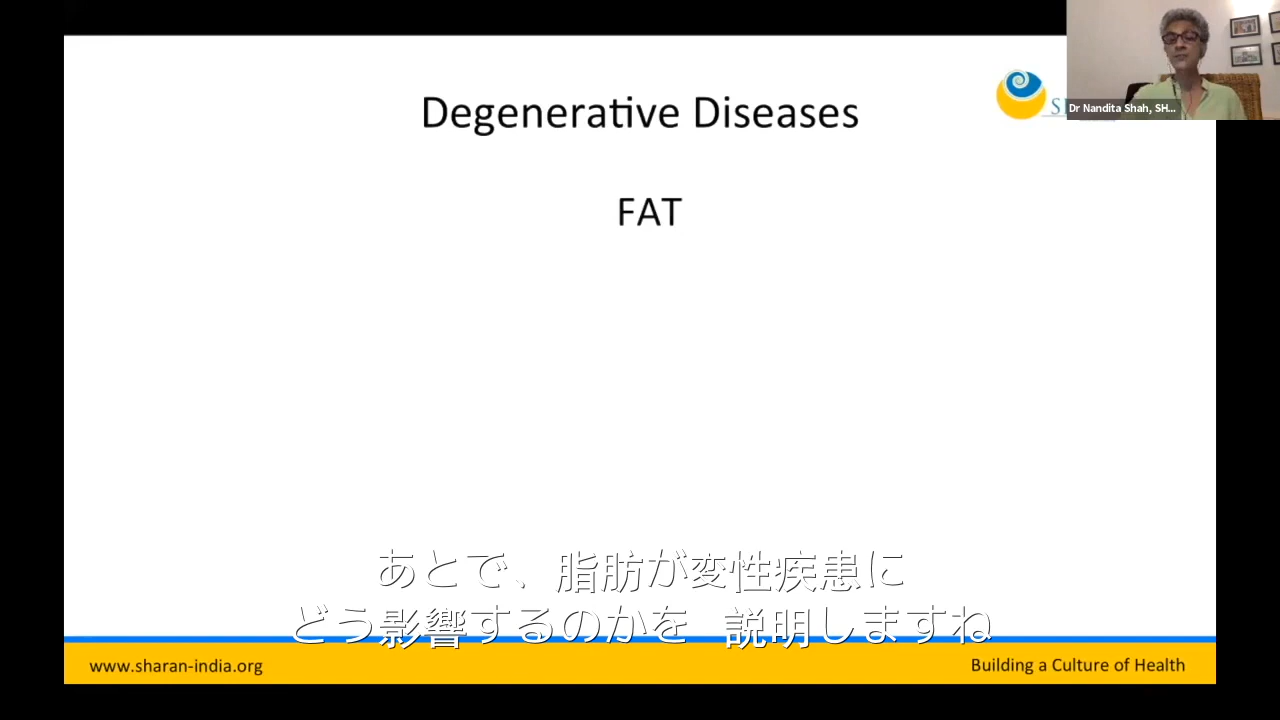 Degenerative Diseases
Dr Nandita Shah, SH...
FAT
あとで、脂肪が変性疾患に
どう影響するのかを 説明しますね
www.sharan-india.org
Building a Culture of Health